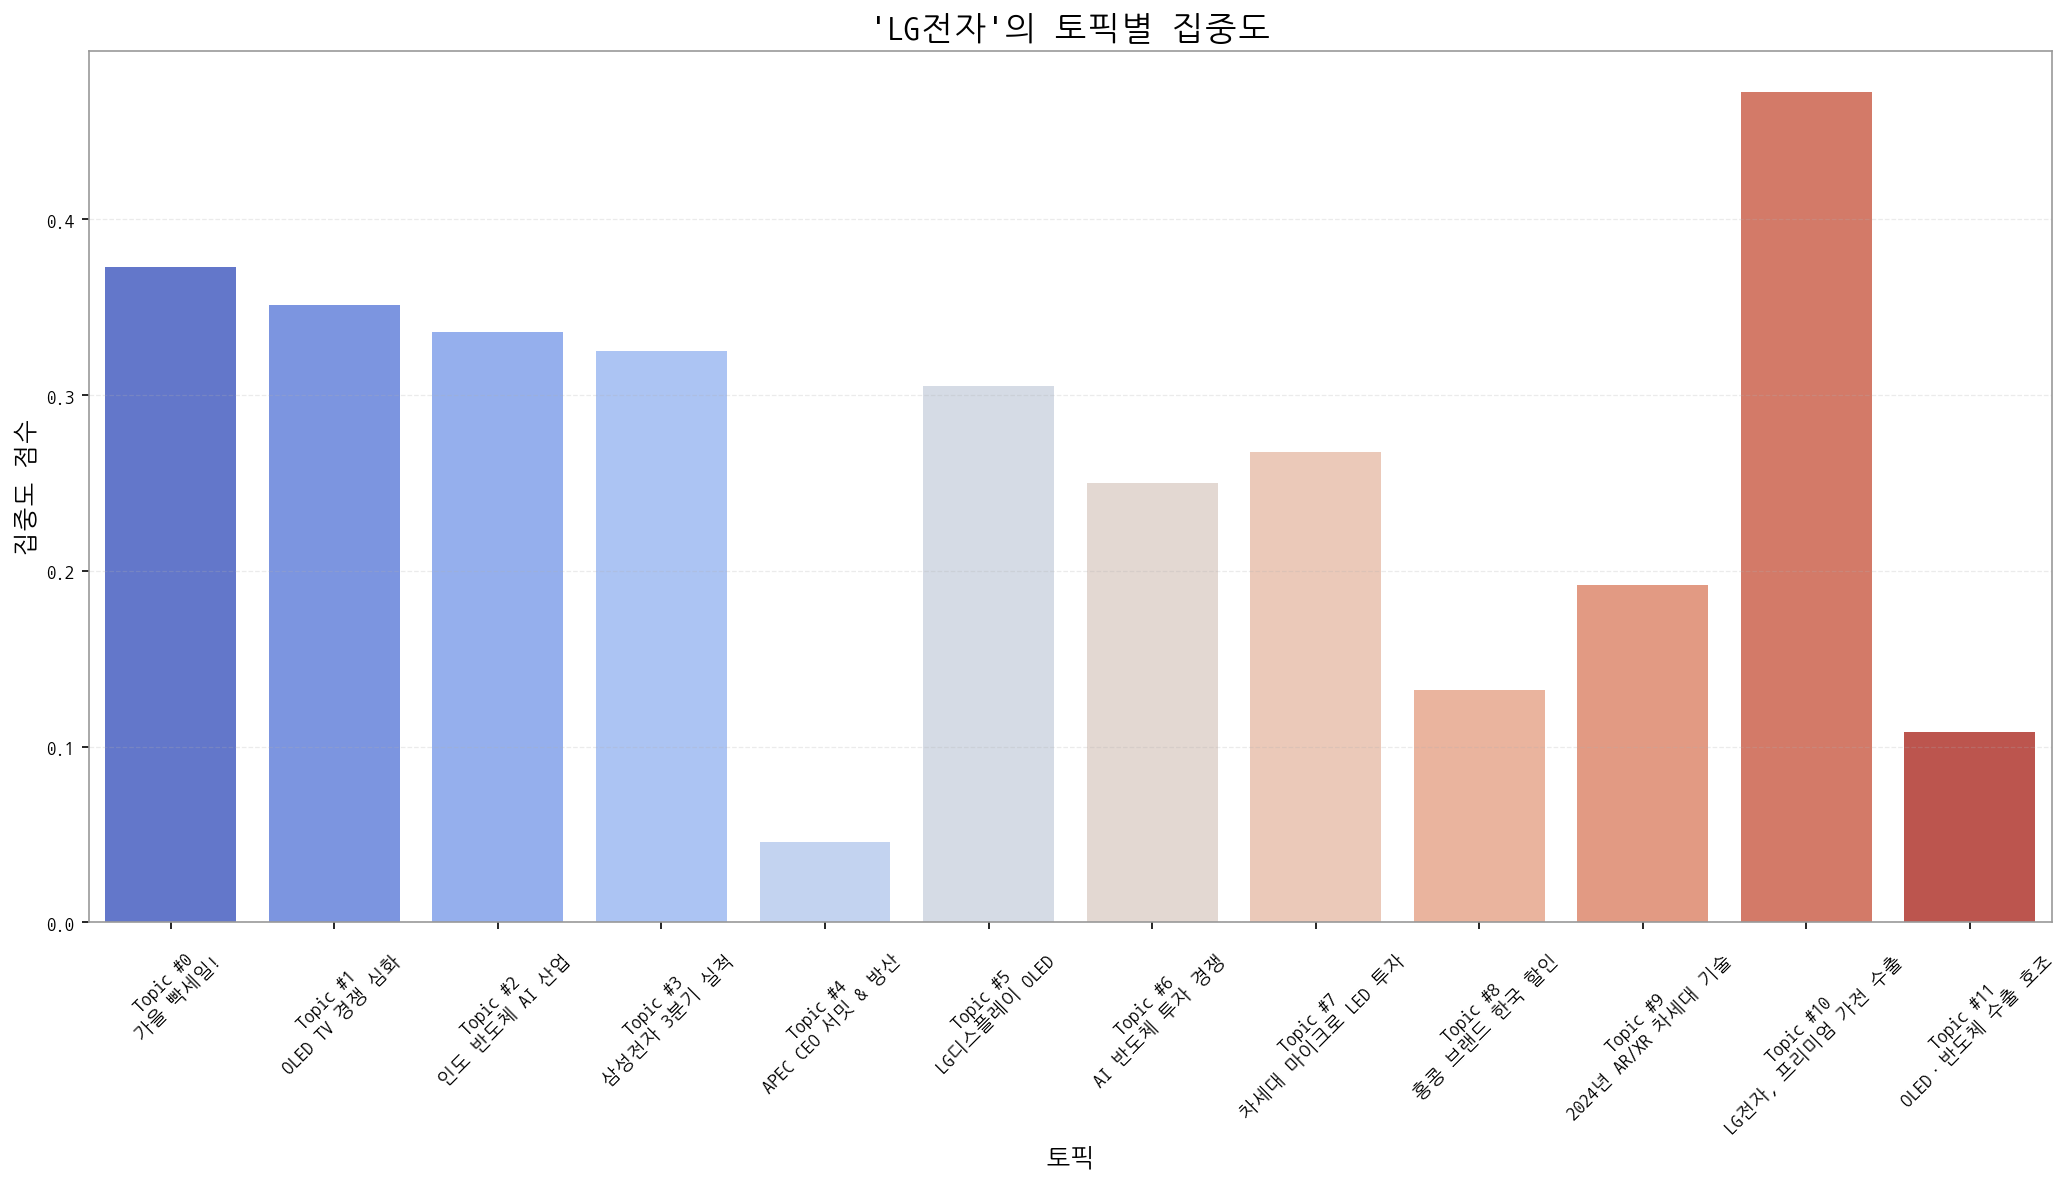 'LG전자'의 토픽별 집중도
집중도 점수
0.4
0.3
0.2
0.1
0.0
Topic #0
가을 빡세일!
Topic #1
OLED TV 경쟁 심화
Topic #2
인도 반도체 AI 산업
Topic #3
삼성전자 3분기 실적
Topic #4
APEC CEO 서밋 & 방산
Topic #5
LG디스플레이 OLED
Topic #6
AI 반도체 투자 경쟁
Topic #7
차세대 마이크로 LED 투자
Topic #8
홍콩 브랜드 한국 할인
Topic #9
2024년 AR/XR 차세대 기술
Topic #10
LG전자, 프리미엄 가전 수출
Topic #11
OLED·반도체 수출 호조
토픽